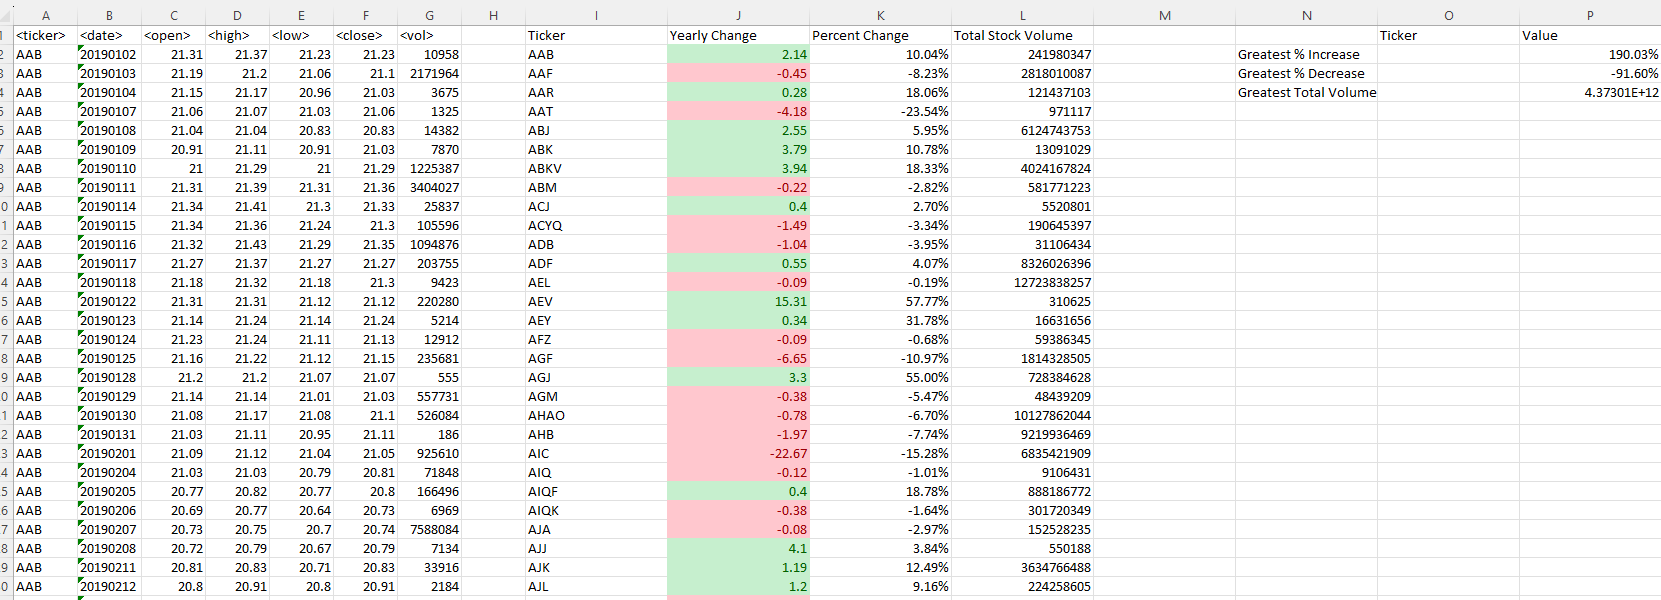 A B C D E F G H I J K L M N O P
1 <ticker> <date> <open> <high> <low> <close> <vol> Ticker Yearly Change Percent Change Total Stock Volume Ticker Value
2 AAB 20190102 21.31 21.37 21.23 21.23 10958 AAB 2.14 10.04% 241980347 Greatest % Increase 190.03%
3 AAB 20190103 21.19 21.2 21.06 21.1 2171964 AAF -0.45 -8.23% 2818010087 Greatest % Decrease -91.60%
4 AAB 20190104 21.15 21.17 20.96 21.03 3675 AAR 0.28 18.06% 121437103 Greatest Total Volume 4.37301E+12
5 AAB 20190107 21.06 21.07 21.03 21.06 1325 AAT -4.18 -23.54% 971117
6 AAB 20190108 21.04 21.04 20.83 20.83 14382 ABJ 2.55 5.95% 6124743753
7 AAB 20190109 20.91 21.11 20.91 21.03 7870 ABK 3.79 10.78% 13091029
8 AAB 20190110 21 21.29 21 21.29 1225387 ABKV 3.94 18.33% 4024167824
9 AAB 20190111 21.31 21.39 21.31 21.36 3404027 ABM -0.22 -2.82% 581771223
0 AAB 20190114 21.34 21.41 21.3 21.33 25837 ACJ 0.4 2.70% 5520801
1 AAB 20190115 21.34 21.36 21.24 21.3 105596 ACYQ -1.49 -3.34% 190645397
2 AAB 20190116 21.32 21.43 21.29 21.35 1094876 ADB -1.04 -3.95% 31106434
3 AAB 20190117 21.27 21.37 21.27 21.27 203755 ADF 0.55 4.07% 8326026396
4 AAB 20190118 21.18 21.32 21.18 21.3 9423 AEL -0.09 -0.19% 12723838257
5 AAB 20190122 21.31 21.31 21.12 21.12 220280 AEV 15.31 57.77% 310625
6 AAB 20190123 21.14 21.24 21.14 21.24 5214 AEY 0.34 31.78% 16631656
7 AAB 20190124 21.23 21.24 21.11 21.13 12912 AFZ -0.09 -0.68% 59386345
8 AAB 20190125 21.16 21.22 21.12 21.15 235681 AGF -6.65 -10.97% 1814328505
9 AAB 20190128 21.2 21.2 21.07 21.07 555 AGJ 3.3 55.00% 728384628
0 AAB 20190129 21.14 21.14 21.01 21.03 557731 AGM -0.38 -5.47% 48439209
1 AAB 20190130 21.08 21.17 21.08 21.1 526084 AHAO -0.78 -6.70% 10127862044
2 AAB 20190131 21.03 21.11 20.95 21.11 186 AHB -1.97 -7.74% 9219936469
3 AAB 20190201 21.09 21.12 21.04 21.05 925610 AIC -22.67 -15.28% 6835421909
4 AAB 20190204 21.03 21.03 20.79 20.81 71848 AIQ -0.12 -1.01% 9106431
5 AAB 20190205 20.77 20.82 20.77 20.8 166496 AIQF 0.4 18.78% 888186772
6 AAB 20190206 20.69 20.77 20.64 20.73 6969 AIQK -0.38 -1.64% 301720349
7 AAB 20190207 20.73 20.75 20.7 20.74 7588084 AJA -0.08 -2.97% 152528235
8 AAB 20190208 20.72 20.79 20.67 20.79 7134 AJJ 4.1 3.84% 550188
9 AAB 20190211 20.81 20.83 20.71 20.83 33916 AJK 1.19 12.49% 3634766488
0 AAB 20190212 20.8 20.91 20.8 20.91 2184 AJL 1.2 9.16% 224258605